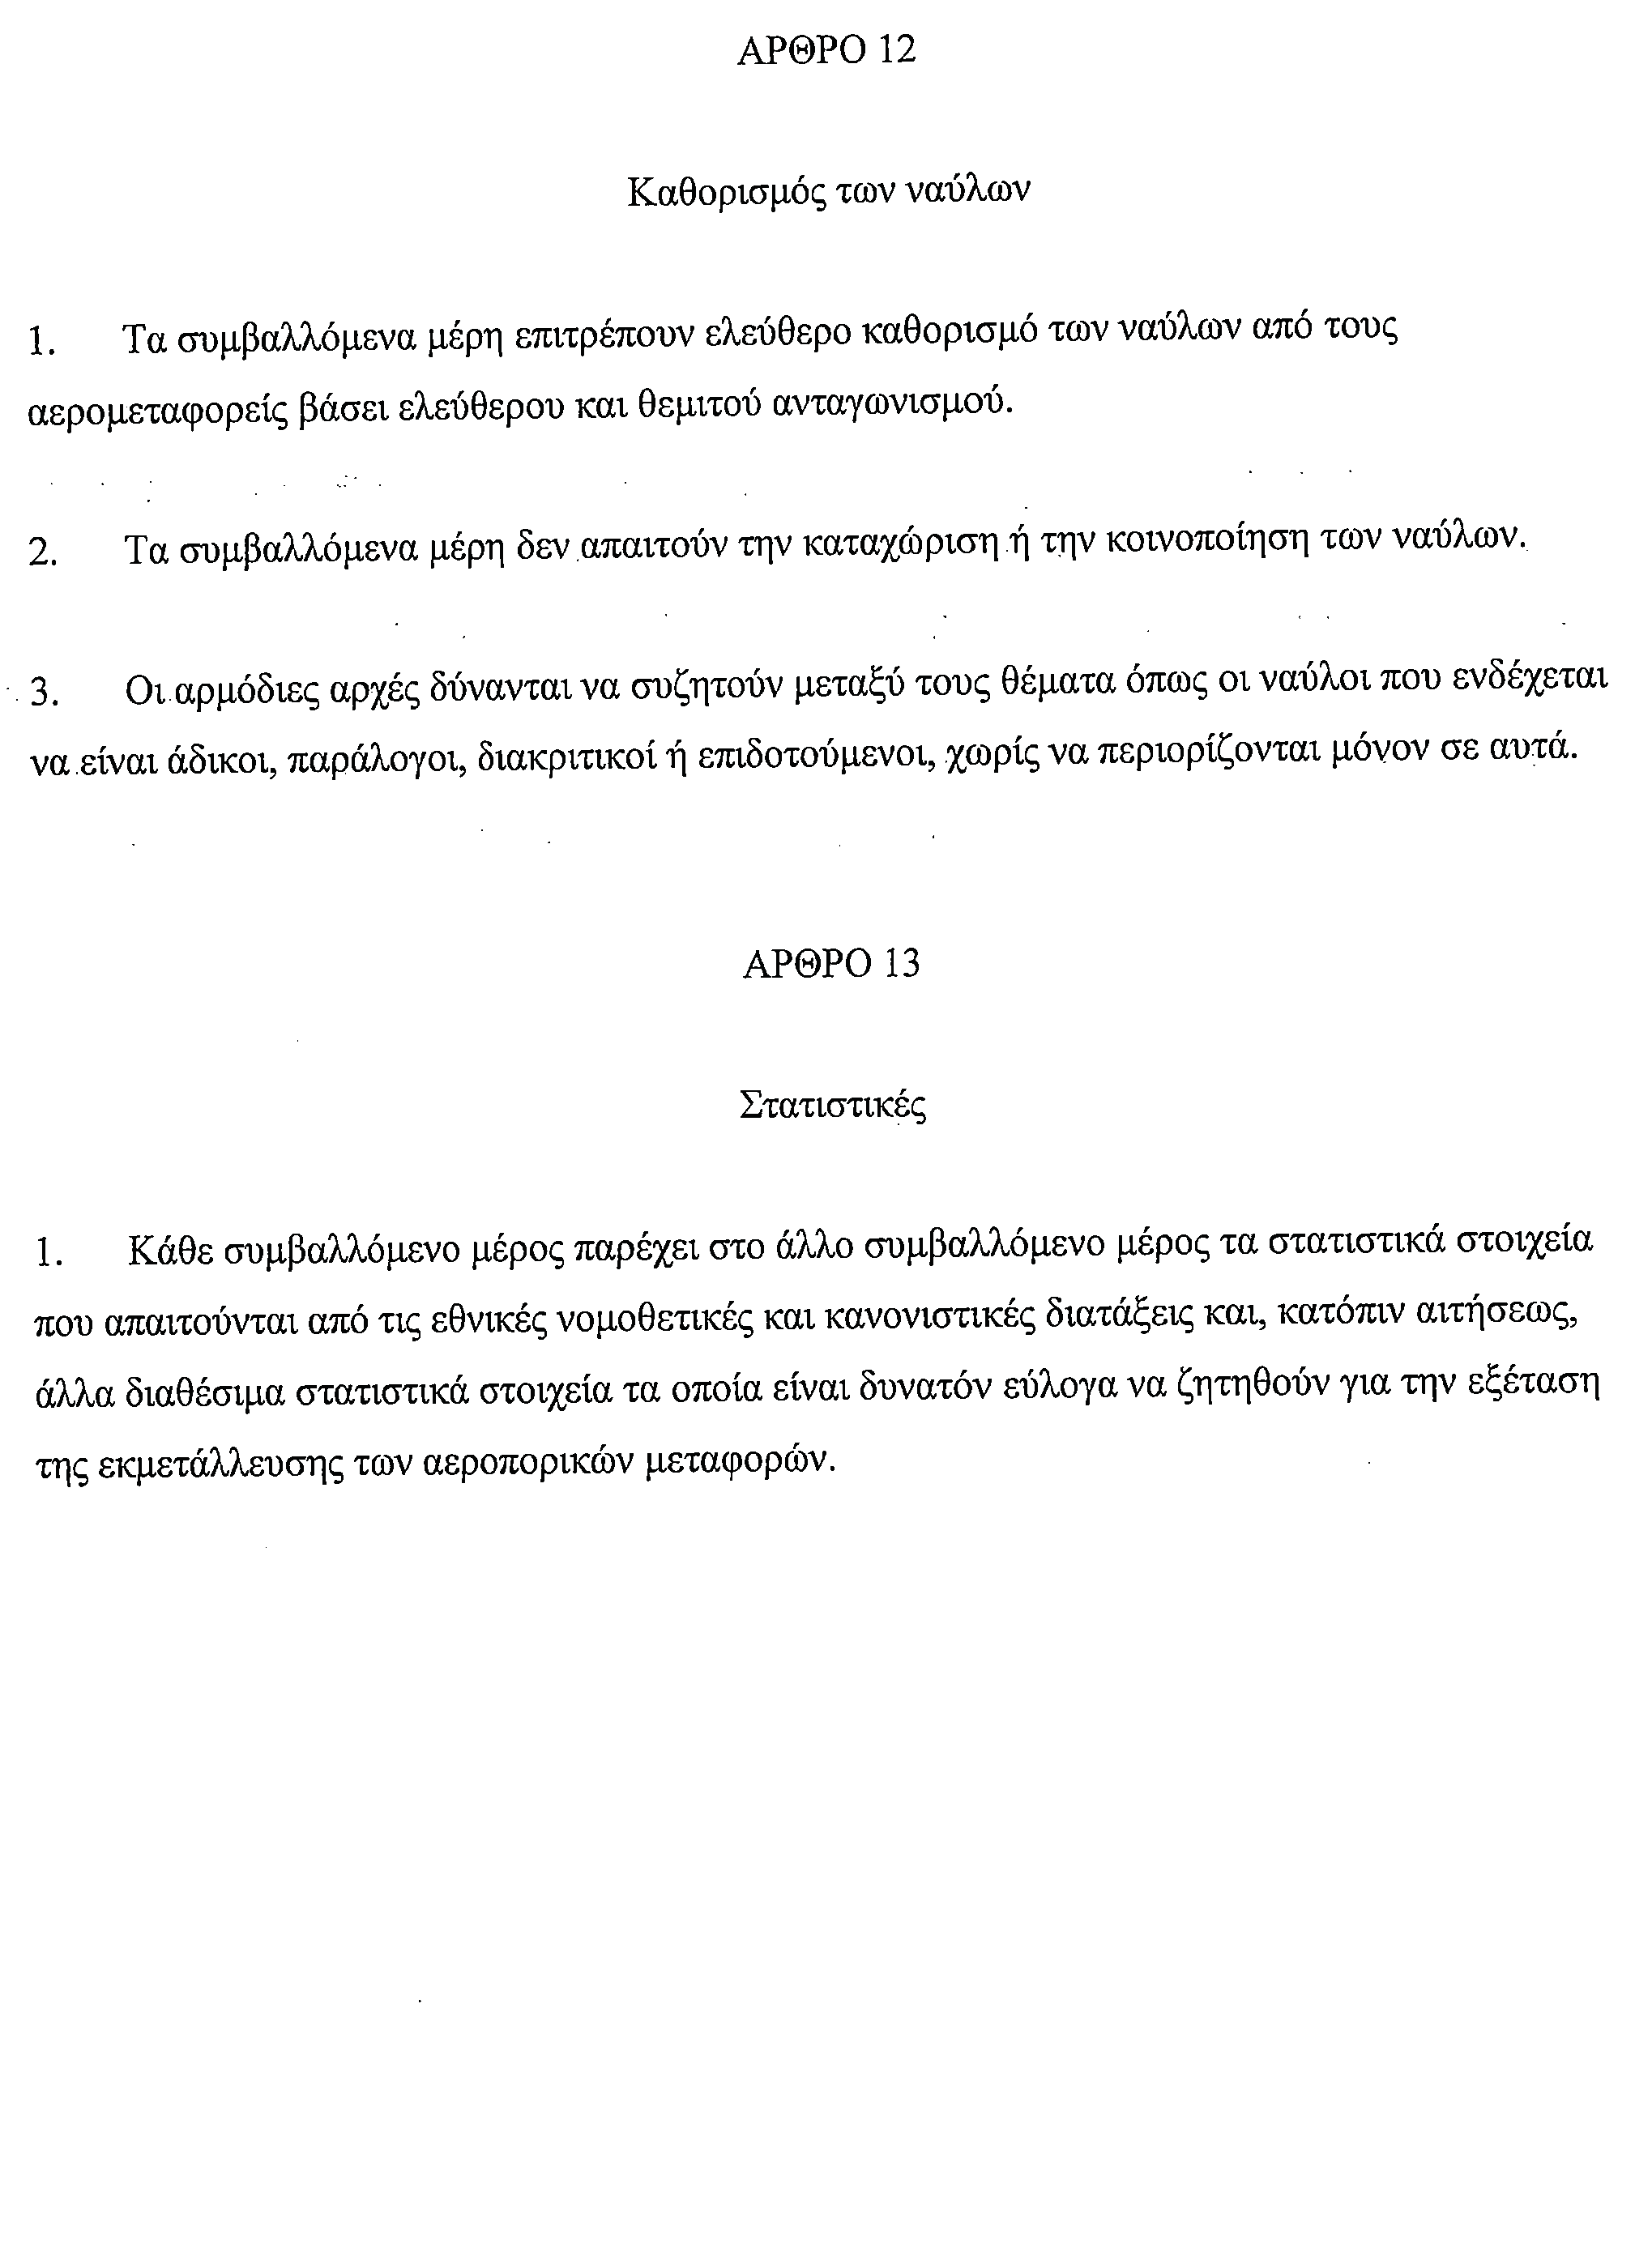 ΑΡΘΡΟ 12
Καθορισμός των ναύλων
1. Τα συμβαλλόμενα μέρη επιτρέπουν ελεύθερο καθορισμό των ναύλων από τους
αερομεταφορείς βάσει ελεύθερου και θεμιτού ανταγωνισμού.
2. Τα συμβαλλόμενα μέρη δεν απαιτούν την καταχώριση ή την κοινοποίηση των ναύλων.
3. Οι αρμόδιες αρχές δύνανται να συζητούν μεταξύ τους θέματα όπως οι ναύλοι που ενδέχεται
να είναι άδικοι, παράλογοι, διακριτικοί ή επιδοτούμενοι, χωρίς να περιορίζονται μόνον σε αυτά.
ΑΡΘΡΟ 13
Στατιστικές
1. Κάθε συμβαλλόμενο μέρος παρέχει στο άλλο συμβαλλόμενο μέρος τα στατιστικά στοιχεία
που απαιτούνται από τις εθνικές νομοθετικές και κανονιστικές διατάξεις και, κατόπιν αιτήσεως,
άλλα διαθέσιμα στατιστικά στοιχεία τα οποία είναι δυνατόν εύλογα να ζητηθούν για την εξέταση
της εκμετάλλευσης των αεροπορικών μεταφορών.